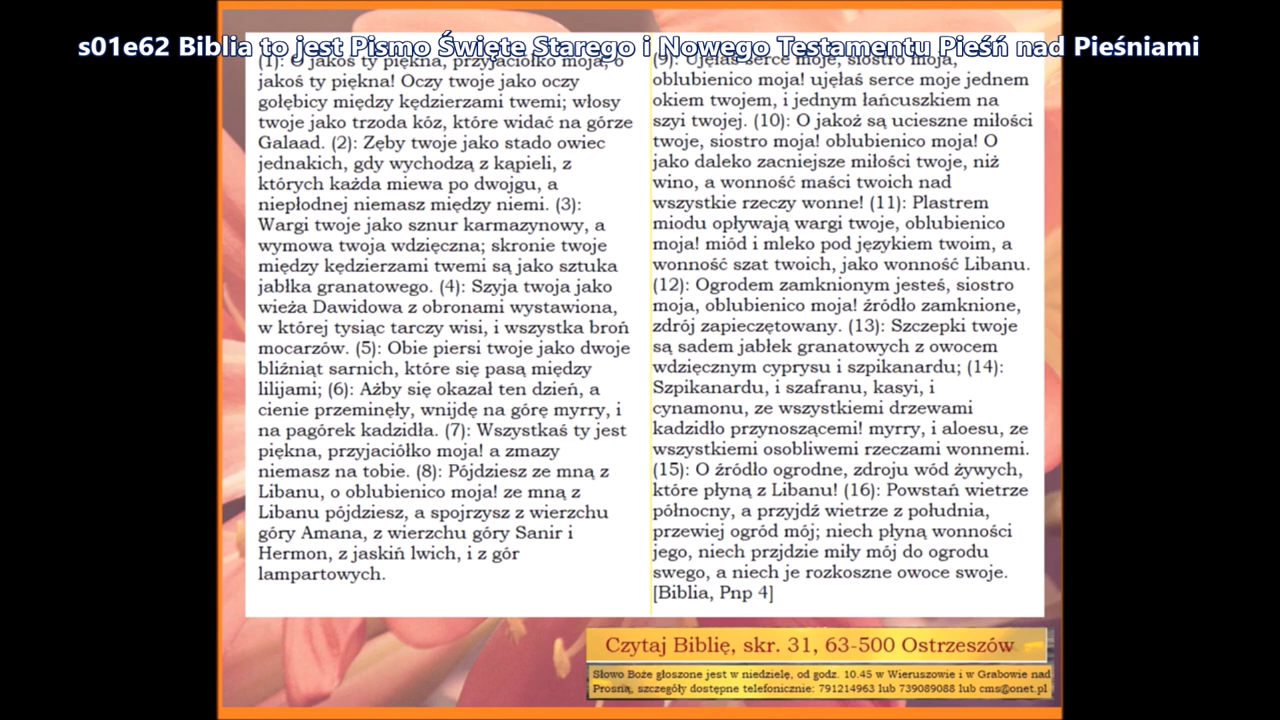 s01e62 Biblia to jest Pismo Święte Starego i Nowego Testamentu Pieśń nad Pieśniami
(1): O jakoś ty piękna, przyjaciółko moja, o
jakoś ty piękna! Oczy twoje jako oczy
gołębicy między kędzierzami twemi; włosy
twoje jako trzoda kóz, które widać na górze
Galaad. (2): Zęby twoje jako stado owiec
jednakich, gdy wychodzą z kąpieli, z
których każda miewa po dwojgu, a
niepłodnej niemasz między niemi. (3):
Wargi twoje jako sznur karmazynowy, a
wymowa twoja wdzięczna; skronie twoje
między kędzierzami twemi są jako sztuka
jabłka granatowego. (4): Szyja twoja jako
wieża Dawidowa z obronami wystawiona,
w której tysiąc tarczy wisi, i wszystka broń
mocarzów. (5): Obie piersi twoje jako dwoje
bliźniąt sarnich, które się pasą między
lilijami; (6): Ażby się okazał ten dzień, a
cienie przeminęły, wnijdę na górę myrry, i
na pagórek kadzidła. (7): Wszystkaś ty jest
piękna, przyjaciółko moja! a zmazy
niemasz na tobie. (8): Pójdziesz ze mną z
Libanu, o oblubienico moja! ze mną z
Libanu pójdziesz, a spojrzysz z wierzchu
góry Amana, z wierzchu góry Sanir i
Hermon, z jaskiń lwich, i z gór
lampartowych.
(9): Ujęłaś serce moje, siostro moja,
oblubienico moja! ujęłaś serce moje jednem
okiem twojem, i jednym łańcuszkiem na
szyi twojej. (10): O jakoż są ucieszne miłości
twoje, siostro moja! oblubienico moja! O
jako daleko zacniejsze miłości twoje, niż
wino, a wonność maści twoich nad
wszystkie rzeczy wonne! (11): Plastrem
miodu opływają wargi twoje, oblubienico
moja! miód i mleko pod językiem twoim, a
wonność szat twoich, jako wonność Libanu.
(12): Ogrodem zamknionym jesteś, siostro
moja, oblubienico moja! źródło zamknione,
zdrój zapieczętowany. (13): Szczepki twoje
są sadem jabłek granatowych z owocem
wdzięcznym cyprysu i szpikanardu; (14):
Szpikanardu, i szafranu, kasyi, i
cynamonu, ze wszystkiemi drzewami
kadzidło przynoszącemi! myrry, i aloesu, ze
wszystkiemi osobliwemi rzeczami wonnemi.
(15): O źródło ogrodne, zdroju wód żywych,
które płyną z Libanu! (16): Powstań wietrze
północny, a przyjdź wietrze z południa,
przewiej ogród mój; niech płyną wonności
jego, niech przjdzie miły mój do ogrodu
swego, a niech je rozkoszne owoce swoje.
[Biblia, Pnp 4]
Czytaj Biblię, skr. 31, 63-500 Ostrzeszów
Słowo Boże głoszone jest w niedzielę, od godz. 10.45 w Wieruszowie i w Grabowie nad
Prosną, szczegóły dostępne telefonicznie: 791214963 lub 739089088 lub cms@onet.pl